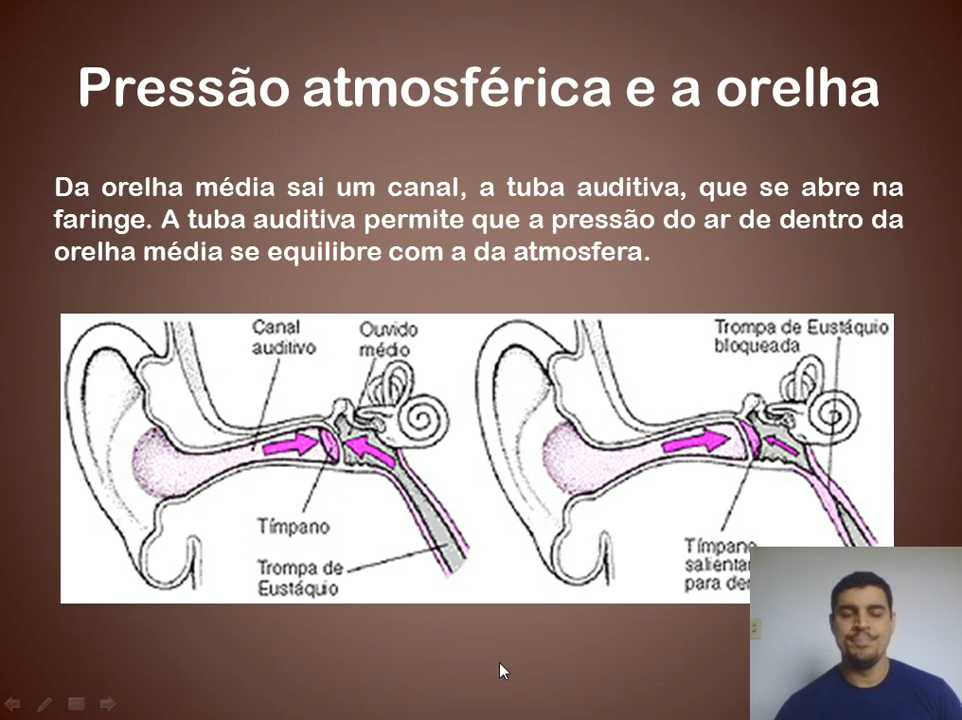 Pressão atmosférica e a orelha
Da orelha média sai um canal, a tuba auditiva, que se abre na
faringe. A tuba auditiva permite que a pressão do ar de dentro da
orelha média se equilibre com a da atmosfera.
Canal
auditivo
Ouvido
médio
Tímpano
Trompa de
Eustáquio
Trompa de Eustáquio
bloqueada
Tímpano
para